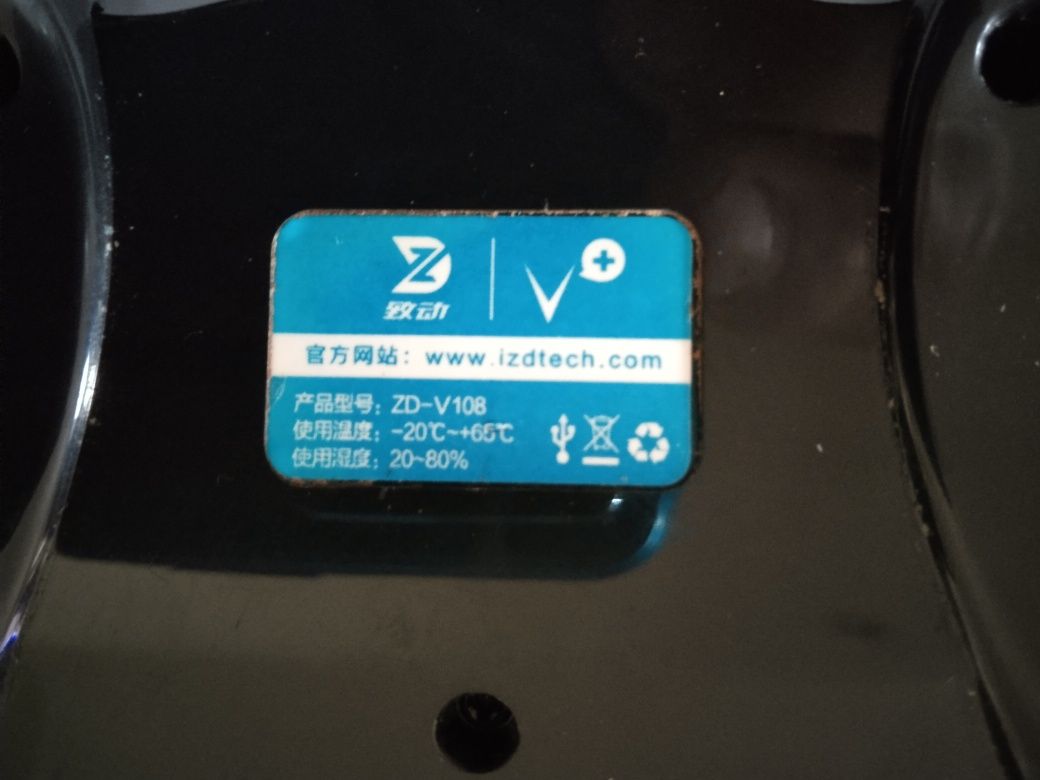 致动
官方网站：www.izdtech.com
产品型号：ZD-V108
使用温度：-20℃~+65℃
使用湿度：20~80%